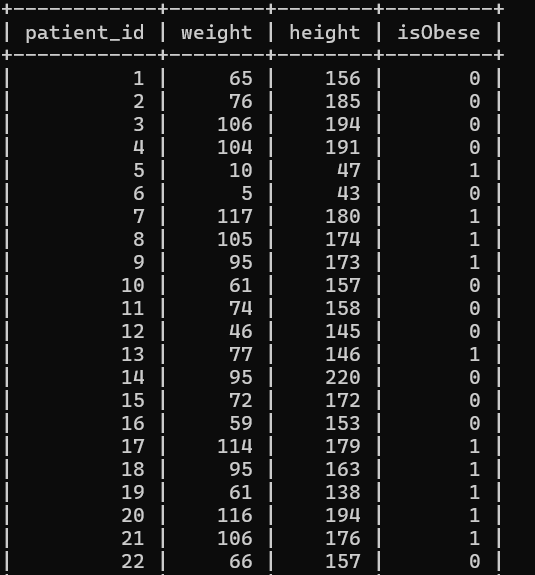 +------------+--------+--------+---------+
| patient_id | weight | height | isObese |
+------------+--------+--------+---------+
|          1 |     65 |    156 |       0 |
|          2 |     76 |    185 |       0 |
|          3 |    106 |    194 |       0 |
|          4 |    104 |    191 |       0 |
|          5 |     10 |     47 |       1 |
|          6 |      5 |     43 |       0 |
|          7 |    117 |    180 |       1 |
|          8 |    105 |    174 |       1 |
|          9 |     95 |    173 |       1 |
|         10 |     61 |    157 |       0 |
|         11 |     74 |    158 |       0 |
|         12 |     46 |    145 |       0 |
|         13 |     77 |    146 |       1 |
|         14 |     95 |    220 |       0 |
|         15 |     72 |    172 |       0 |
|         16 |     59 |    153 |       0 |
|         17 |    114 |    179 |       1 |
|         18 |     95 |    163 |       1 |
|         19 |     61 |    138 |       1 |
|         20 |    116 |    194 |       1 |
|         21 |    106 |    176 |       1 |
|         22 |     66 |    157 |       0 |